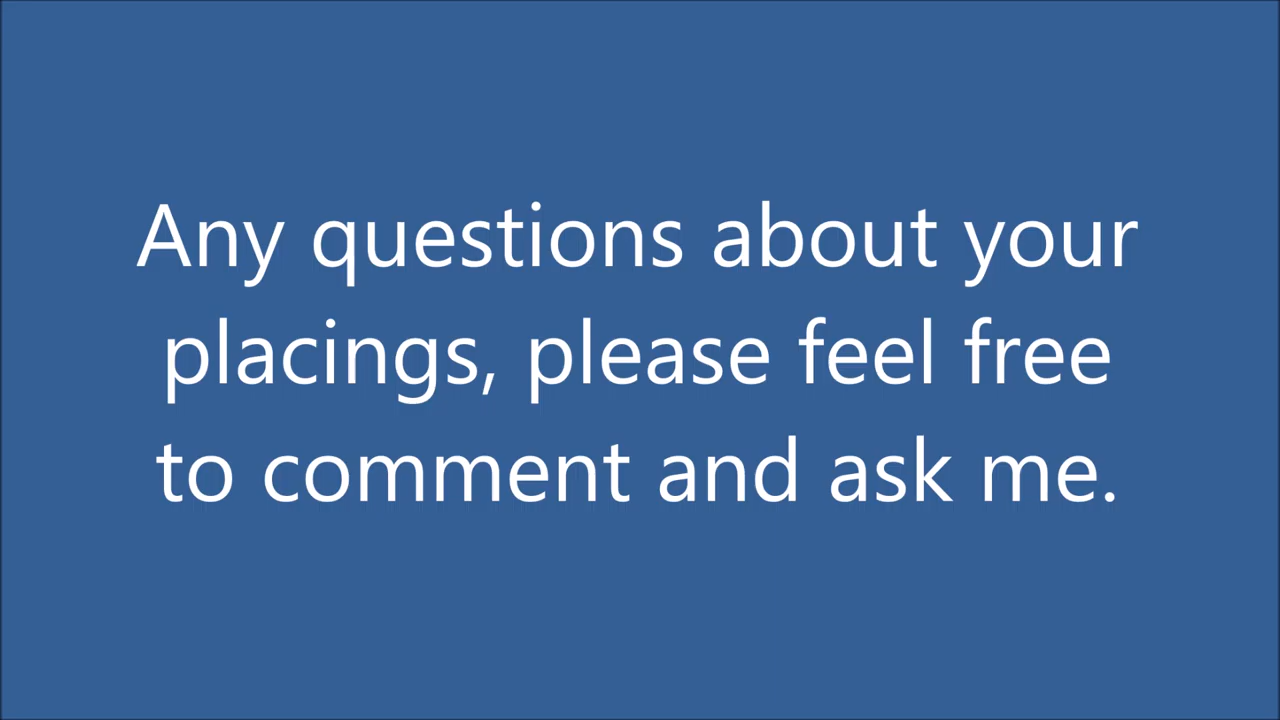 Any questions about your
placings, please feel free
to comment and ask me.